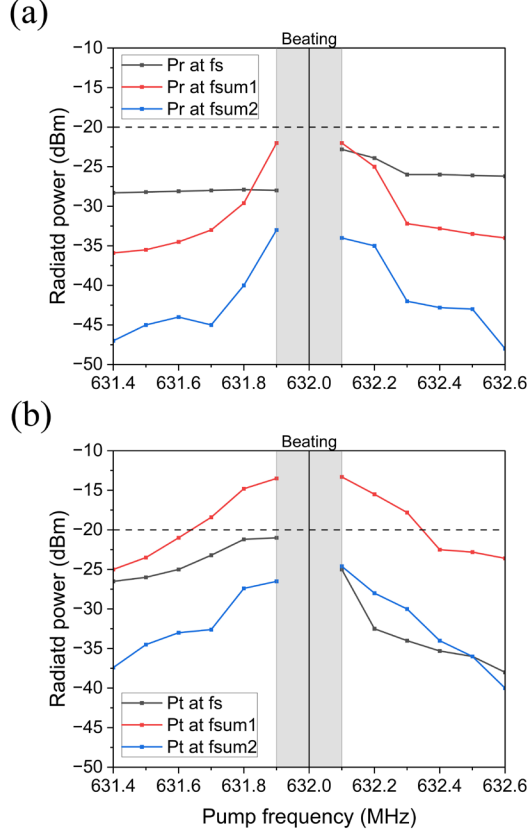 (a)
Beating
Pr at fs
Pr at fsum1
Pr at fsum2
Radiatd power (dBm)
−10
−15
−20
−25
−30
−35
−40
−45
−50
631.4 631.6 631.8 632.0 632.2 632.4 632.6
(b)
Beating
Radiatd power (dBm)
−10
−15
−20
−25
−30
−35
−40
−45
−50
Pt at fs
Pt at fsum1
Pt at fsum2
631.4 631.6 631.8 632.0 632.2 632.4 632.6
Pump frequency (MHz)